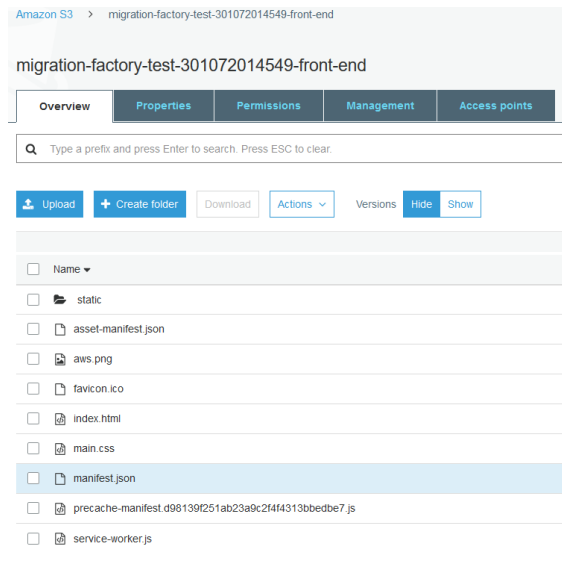 Amazon S3 > migration-factory-test-301072014549-front-end
migration-factory-test-301072014549-front-end
Overview Properties Permissions Management Access points
Type a prefix and press Enter to search. Press ESC to clear.
Upload Create folder Download Actions Versions Hide Show
Name
static
asset-manifest.json
aws.png
favicon.ico
index.html
main.css
manifest.json
precache-manifest.d98139f251ab23a9c2f4f4313bbedbe7.js
service-worker.js